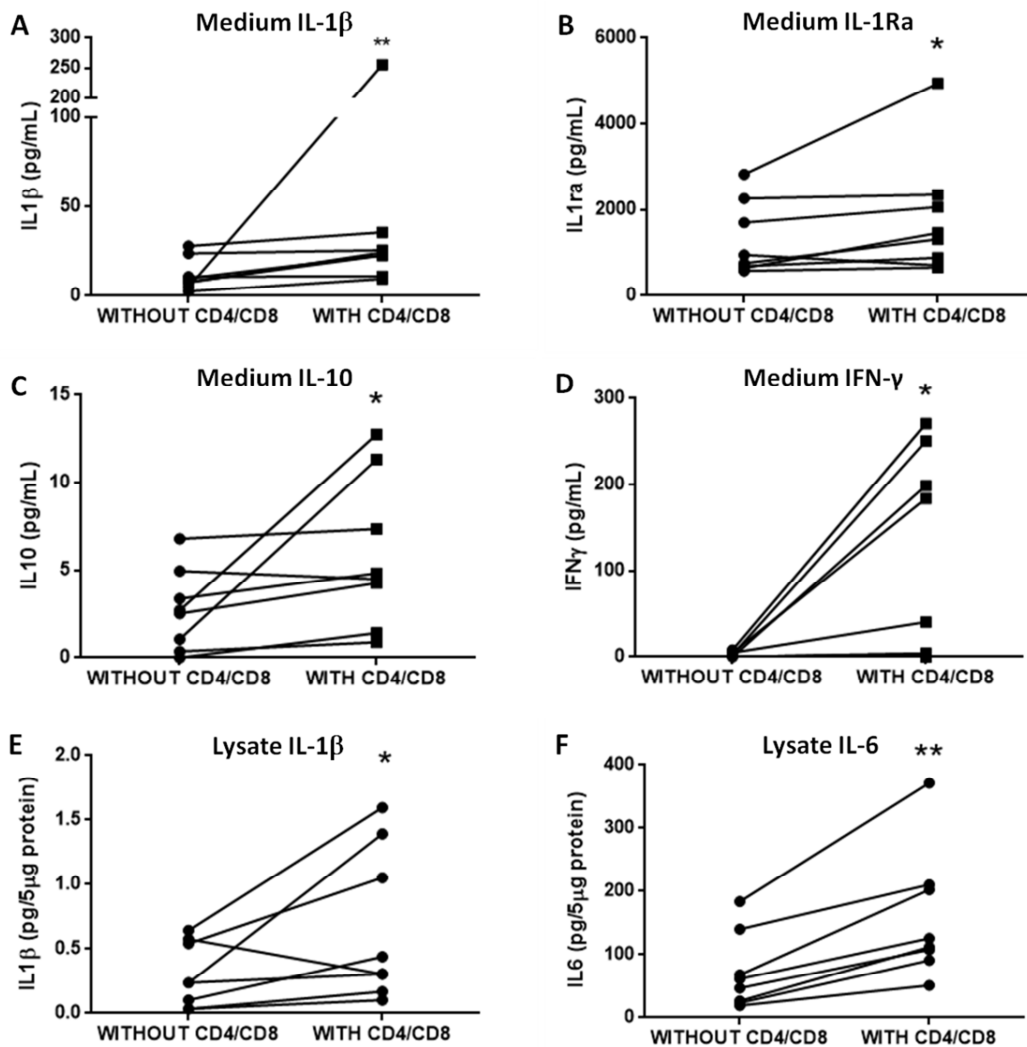 A
Medium IL-1β
**
300
250
200
100
50
0
IL1β (pg/mL)
WITHOUT CD4/CD8
WITH CD4/CD8
B
Medium IL-1Ra
*
6000
4000
2000
0
IL1ra (pg/mL)
WITHOUT CD4/CD8
WITH CD4/CD8
C
Medium IL-10
*
15
10
5
0
IL10 (pg/mL)
WITHOUT CD4/CD8
WITH CD4/CD8
D
Medium IFN-γ
*
300
200
100
0
IFNγ (pg/mL)
WITHOUT CD4/CD8
WITH CD4/CD8
E
Lysate IL-1β
*
2.0
1.5
1.0
0.5
0.0
IL1β (pg/5µg protein)
WITHOUT CD4/CD8
WITH CD4/CD8
F
Lysate IL-6
**
400
300
200
100
0
IL6 (pg/5µg protein)
WITHOUT CD4/CD8
WITH CD4/CD8